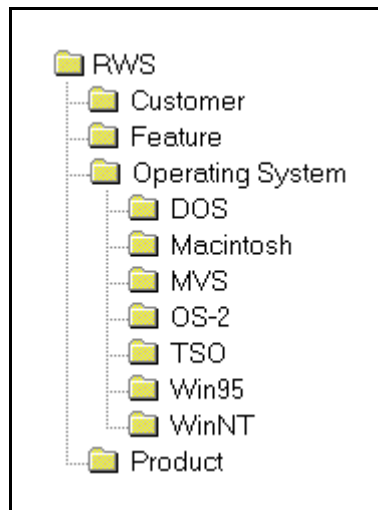 RWS
Customer
Feature
Operating System
DOS
Macintosh
MVS
OS-2
TSO
Win95
WinNT
Product